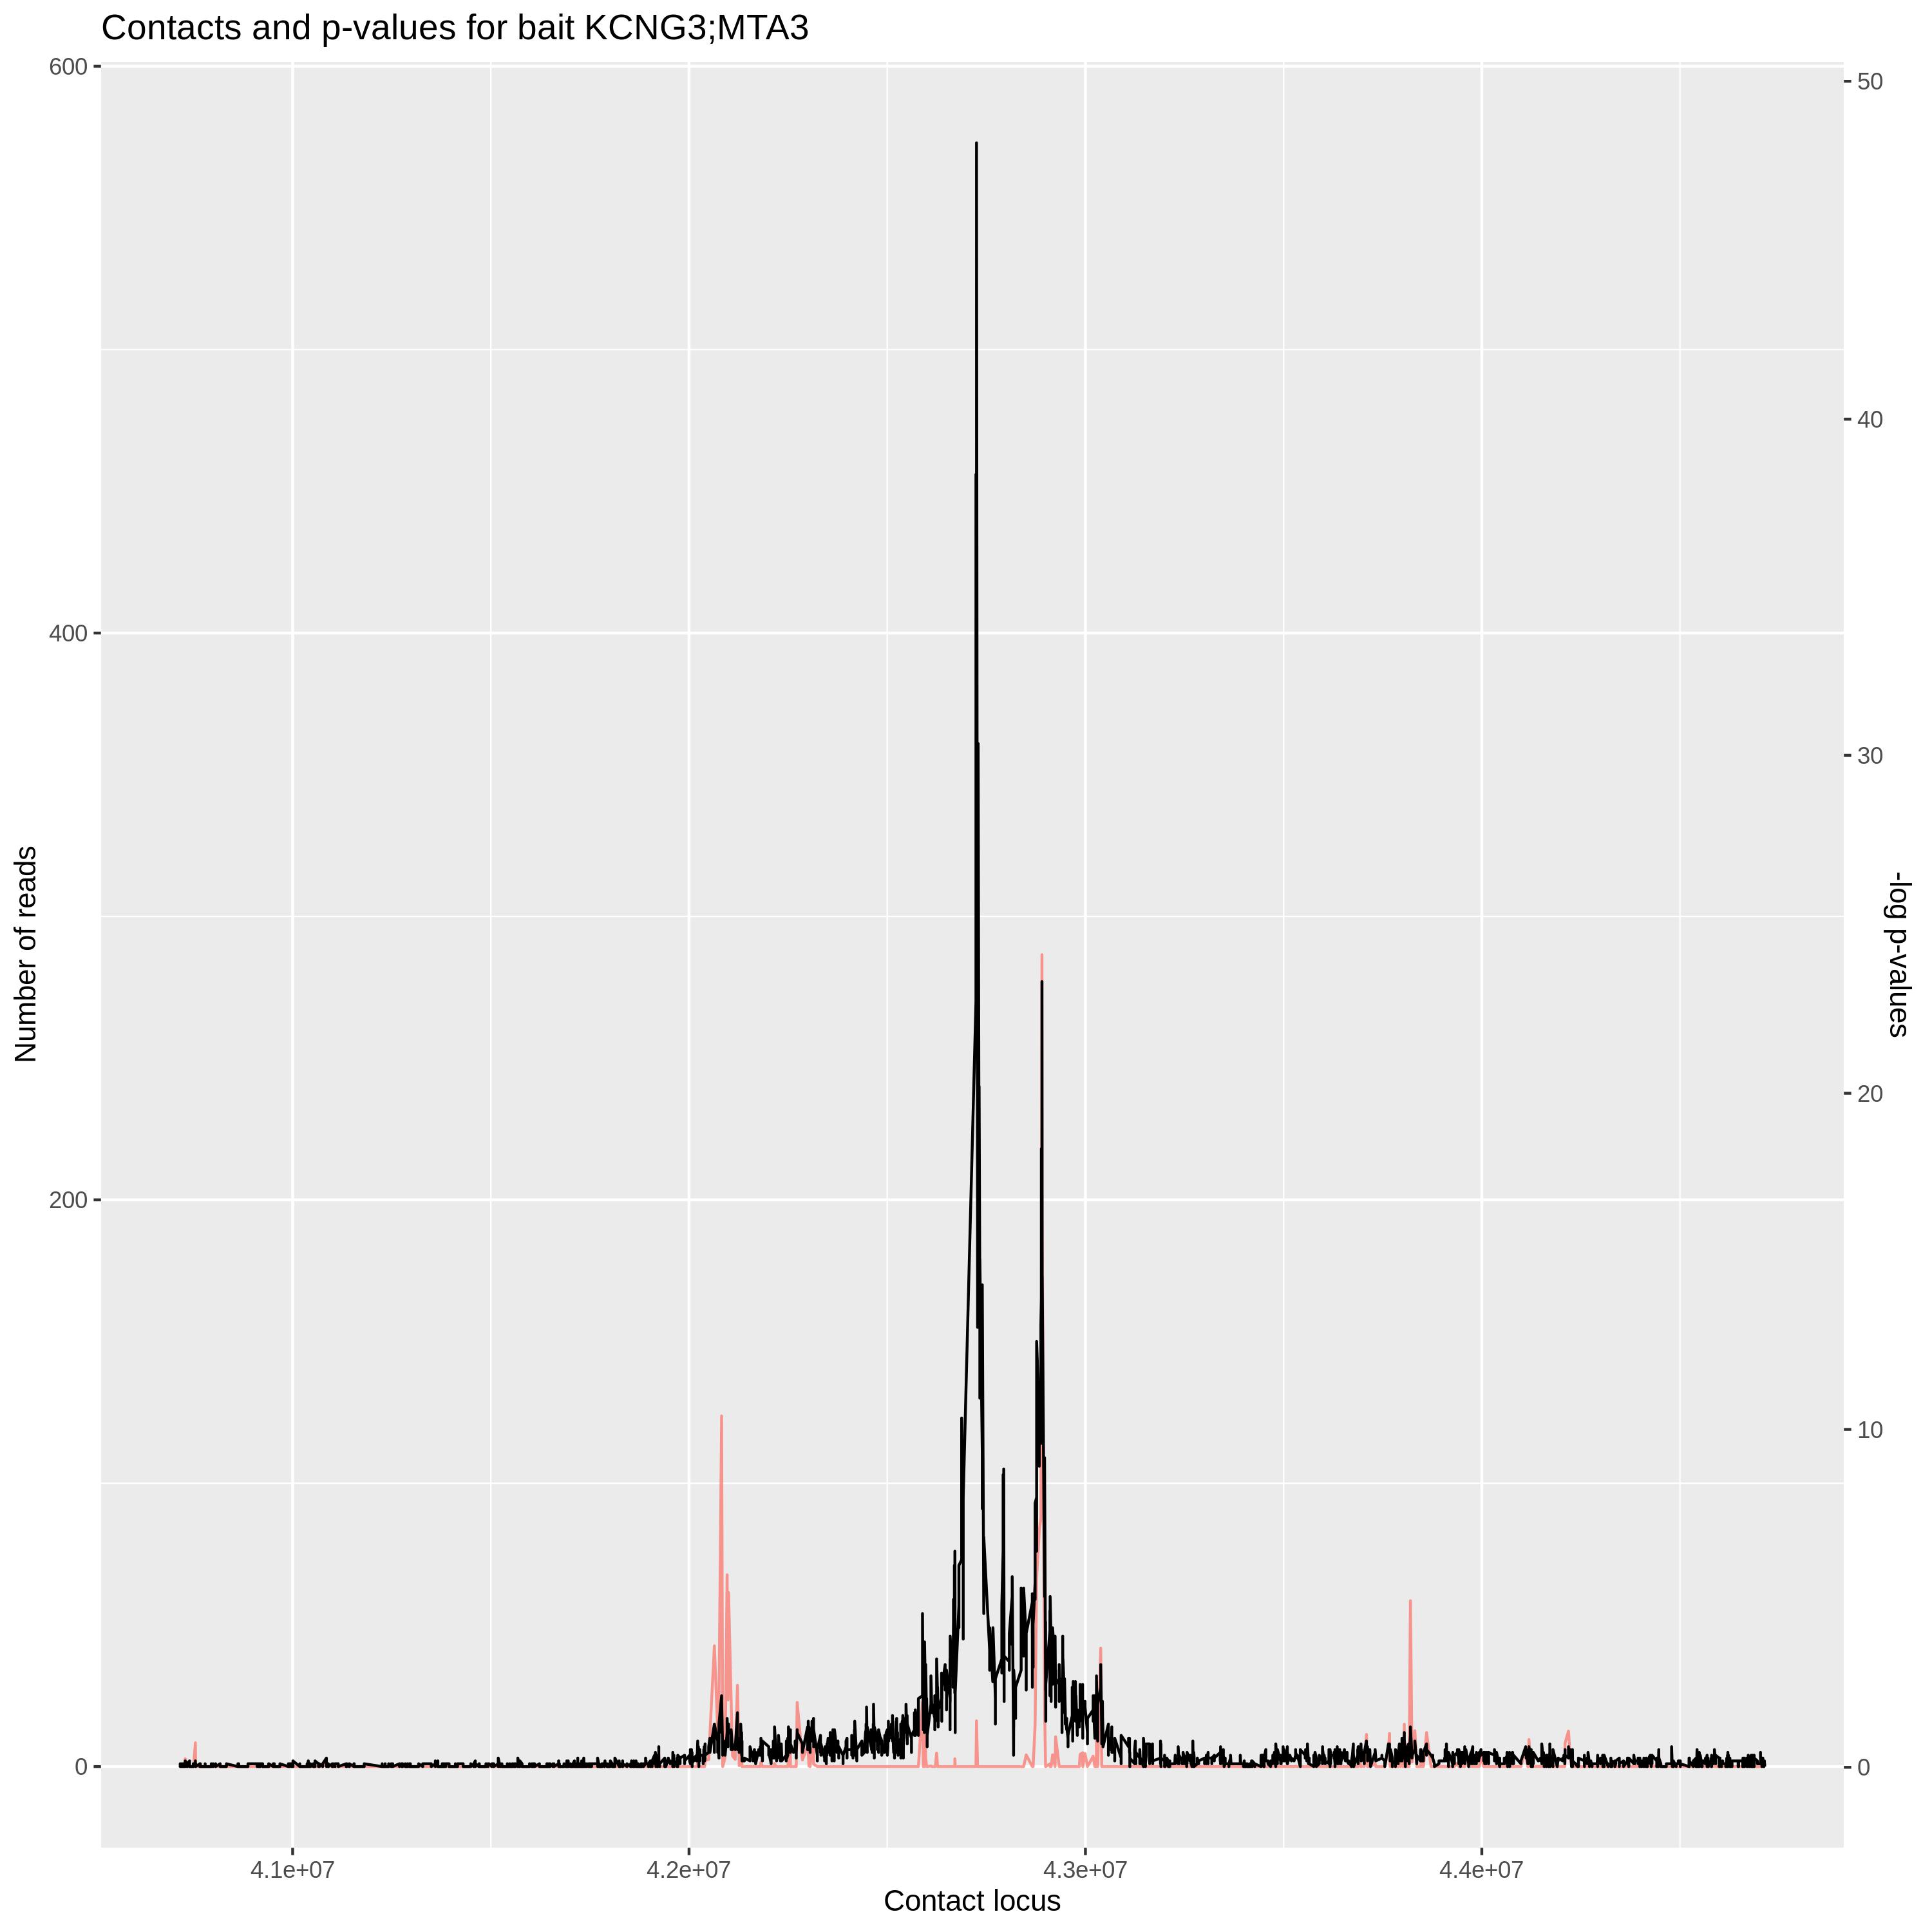 Contacts and p-values for bait KCNG3;MTA3
600
400
200
0
Number of reads
50
40
30
20
10
0
-log p-values
4.1e+07
4.2e+07
4.3e+07
4.4e+07
Contact locus